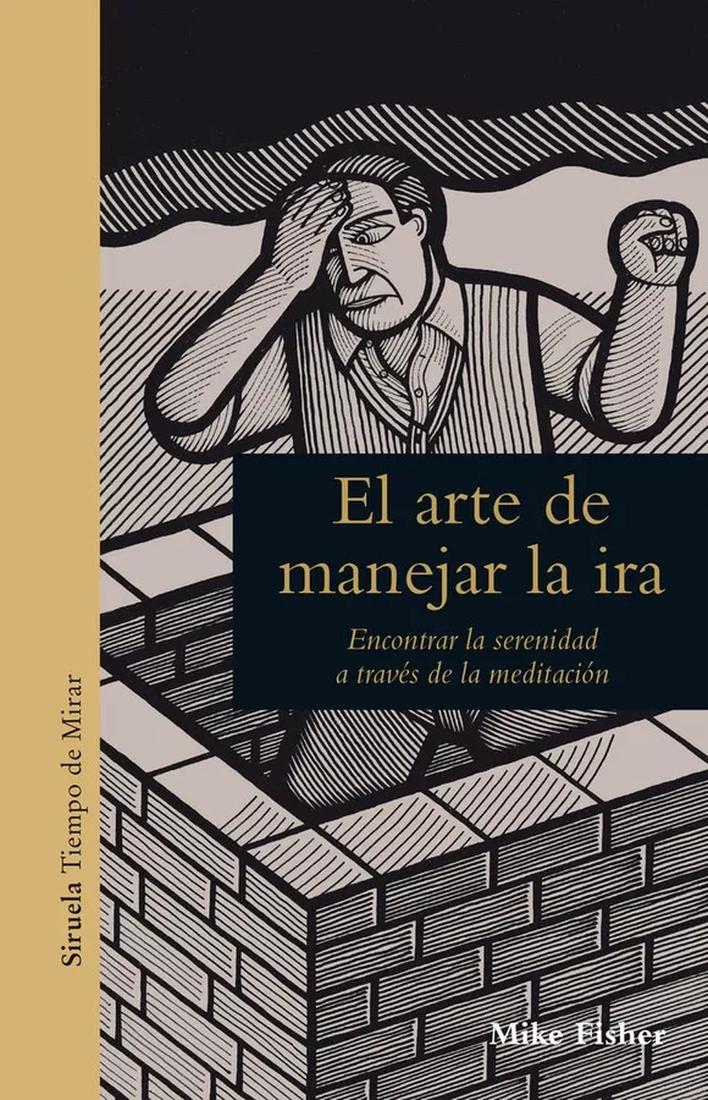 El arte de
manejar la ira
Encontrar la serenidad
a través de la meditación
Siruela Tiempo de Mirar
Mike Fisher